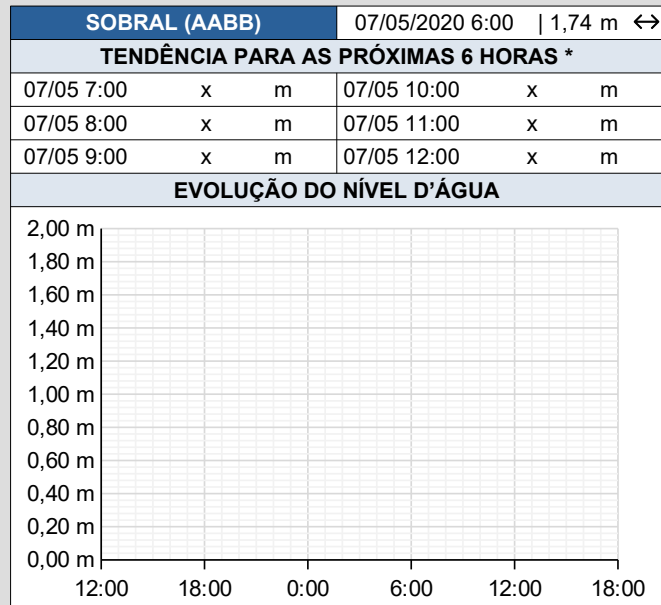 SOBRAL (AABB) 07/05/2020 6:00 | 1,74 m ↔
TENDÊNCIA PARA AS PRÓXIMAS 6 HORAS *
07/05 7:00 x m 07/05 10:00 x m
07/05 8:00 x m 07/05 11:00 x m
07/05 9:00 x m 07/05 12:00 x m
EVOLUÇÃO DO NÍVEL D’ÁGUA
2,00 m
1,80 m
1,60 m
1,40 m
1,20 m
1,00 m
0,80 m
0,60 m
0,40 m
0,20 m
0,00 m
12:00 18:00 0:00 6:00 12:00 18:00